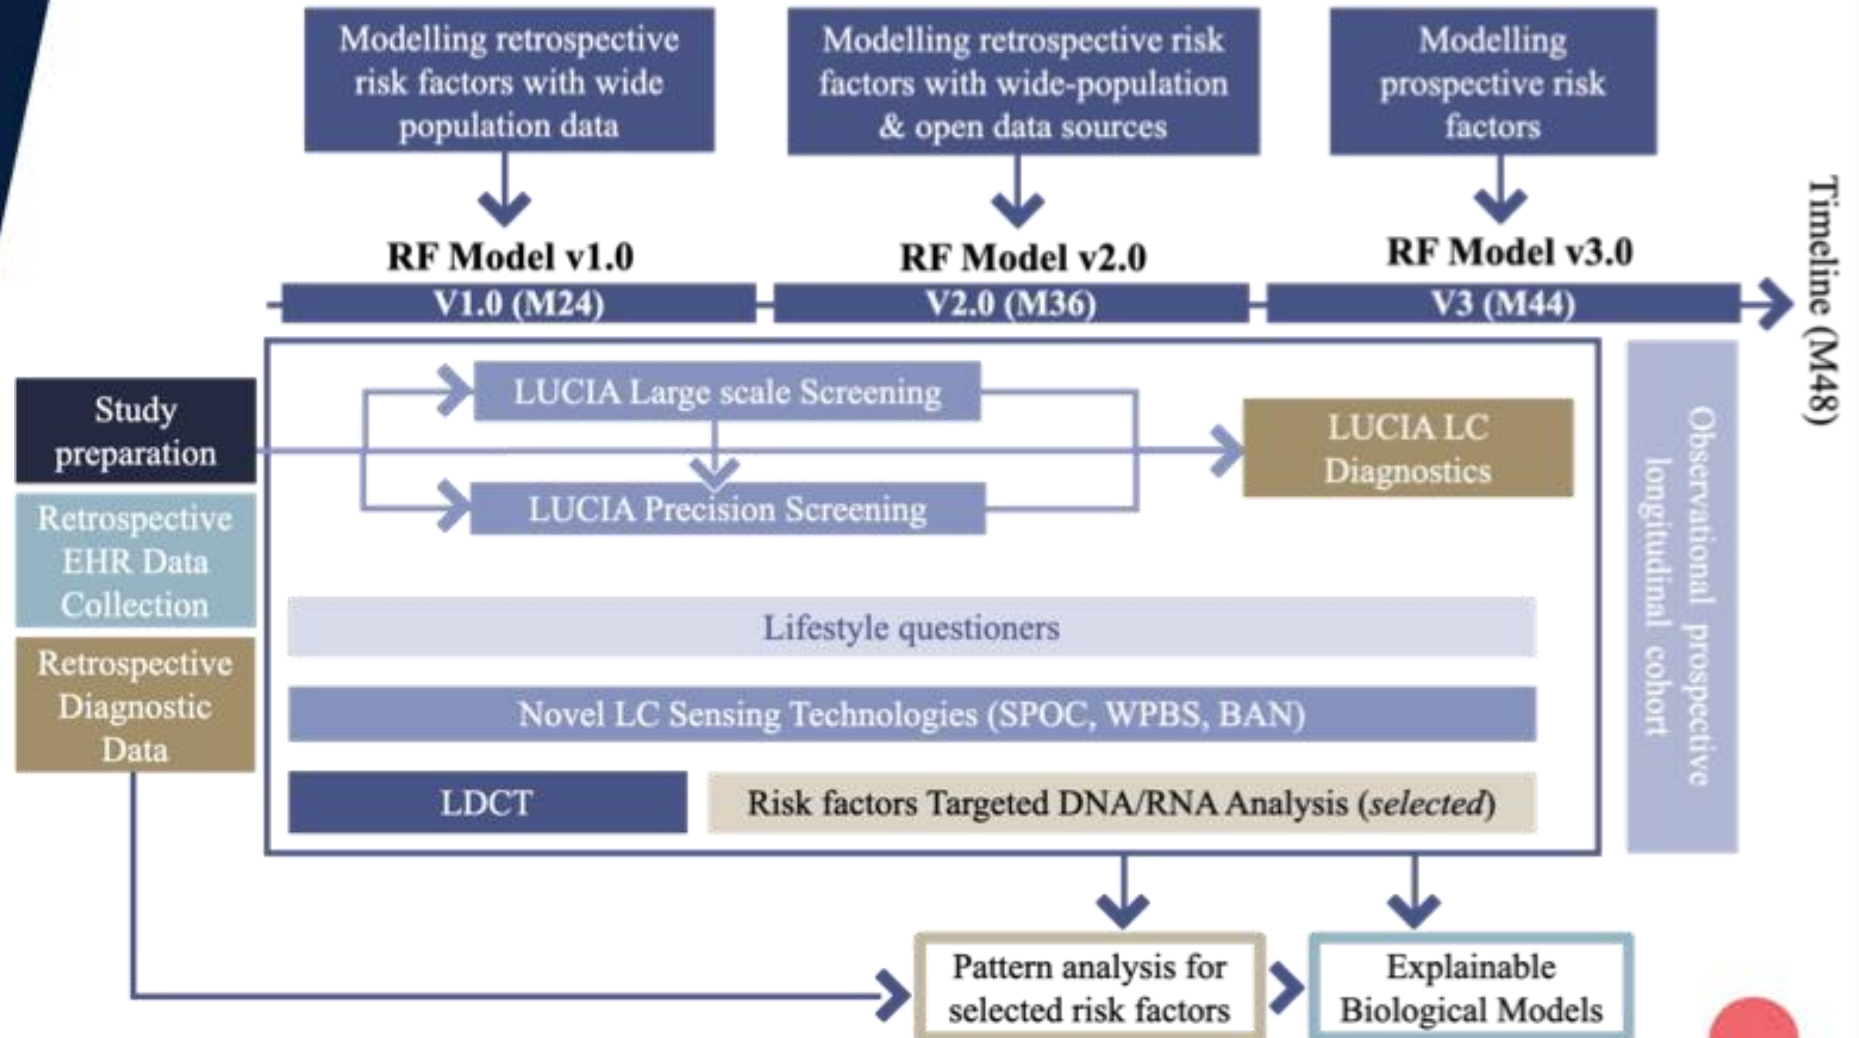 Modelling retrospective
risk factors with wide
population data
Modelling retrospective risk
factors with wide-population
& open data sources
Modelling
prospective risk
factors
RF Model v1.0
RF Model v2.0
RF Model v3.0
V1.0 (M24)
V2.0 (M36)
V3 (M44)
Timeline (M48)
Study
preparation
Retrospective
EHR Data
Collection
Retrospective
Diagnostic
Data
LUCIA Large scale Screening
LUCIA Precision Screening
LUCIA LC
Diagnostics
Observational prospective
longitudinal cohort
Lifestyle questioners
Novel LC Sensing Technologies (SPOC, WPBS, BAN)
LDCT
Risk factors Targeted DNA/RNA Analysis (selected)
Pattern analysis for
selected risk factors
Explainable
Biological Models